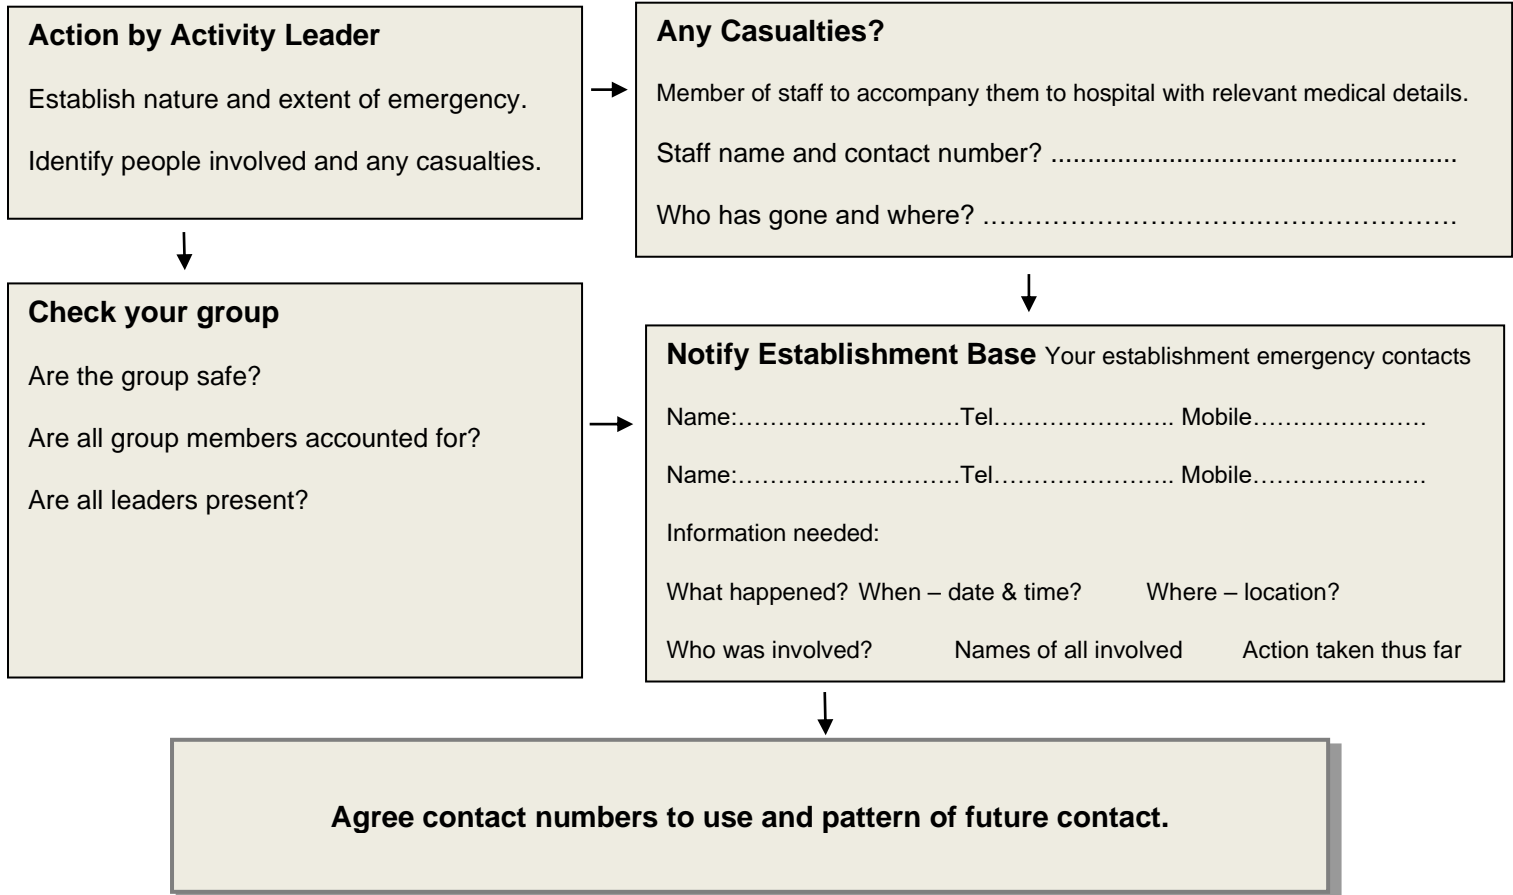 Action by Activity Leader
Establish nature and extent of emergency.
Identify people involved and any casualties.
Any Casualties?
Member of staff to accompany them to hospital with relevant medical details.
Staff name and contact number? ........................................................
Who has gone and where? ……………………………………………………….
Check your group
Are the group safe?
Are all group members accounted for?
Are all leaders present?
Notify Establishment Base Your establishment emergency contacts
Name:……………………….Tel………………….. Mobile………………….
Name:……………………….Tel………………….. Mobile………………….
Information needed:
What happened? When – date & time? Where – location?
Who was involved? Names of all involved Action taken thus far
Agree contact numbers to use and pattern of future contact.